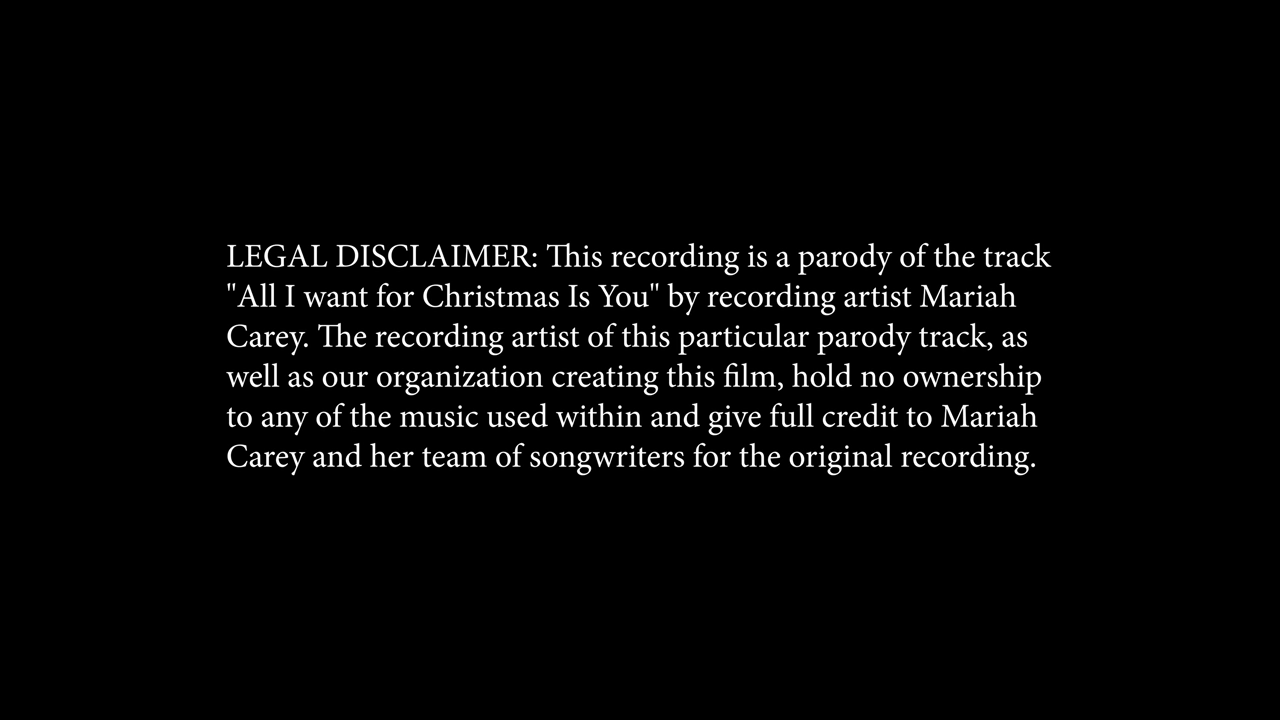 LEGAL DISCLAIMER: This recording is a parody of the track
"All I want for Christmas Is You" by recording artist Mariah
Carey. The recording artist of this particular parody track, as
well as our organization creating this film, hold no ownership
to any of the music used within and give full credit to Mariah
Carey and her team of songwriters for the original recording.